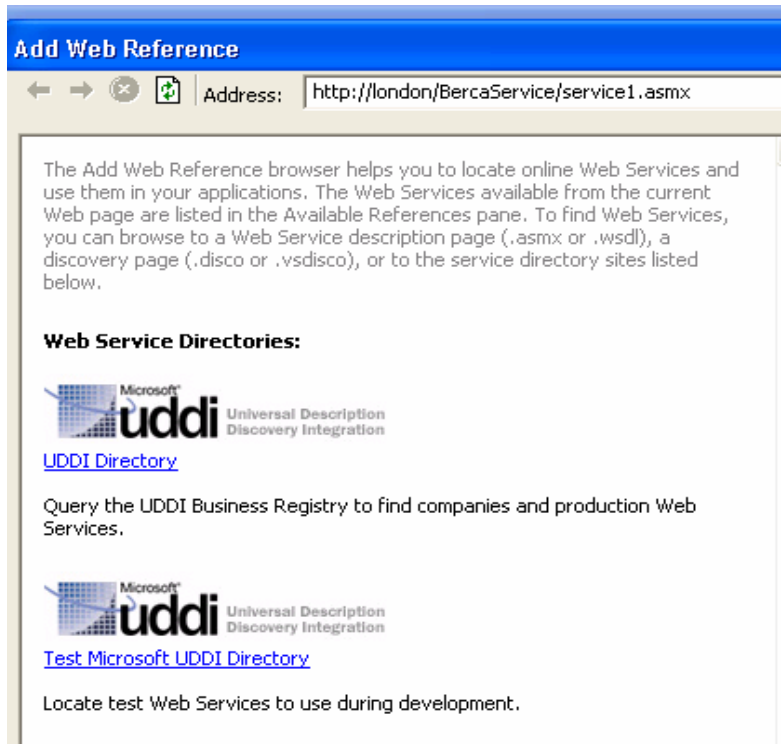 Add Web Reference
Address: http://london/BercaService/service1.asmx
The Add Web Reference browser helps you to locate online Web Services and
use them in your applications. The Web Services available from the current
Web page are listed in the Available References pane. To find Web Services,
you can browse to a Web Service description page (.asmx or .wsdl), a
discovery page (.disco or .vsdisco), or to the service directory sites listed
below.
Web Service Directories:
Microsoft®
uddi Universal Description
Discovery Integration
UDDI Directory
Query the UDDI Business Registry to find companies and production Web
Services.
Microsoft®
uddi Universal Description
Discovery Integration
Test Microsoft UDDI Directory
Locate test Web Services to use during development.